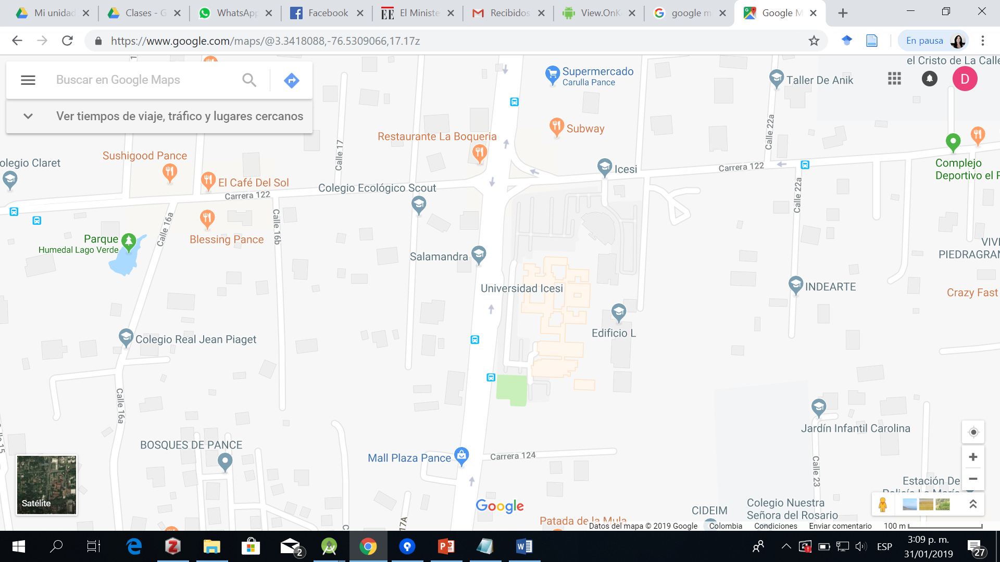 Mi unidad
Clases - G
WhatsApp
Facebook
EE El Ministe
Recibidos
View.OnK
google m
Google M
https://www.google.com/maps/@3.3418088,-76.5309066,17.17z
En pausa
el Cristo de La Calle
Buscar en Google Maps
Ver tiempos de viaje, tráfico y lugares cercanos
Supermercado
Carulla Pance
Taller De Anik
D
Subway
Restaurante La Boqueria
Calle 22a
Calle 17
Sushigood Pance
olegio Claret
El Café Del Sol
Carrera 122
Colegio Ecológico Scout
Icesi
Carrera 122
Complejo
Deportivo el P
Calle 22a
Calle 16a
Calle 16b
Blessing Pance
Parque
Humedal Lago Verde
Salamandra
VIVI
PIEDRAGRAN
Universidad Icesi
INDEARTE
Crazy Fast
Edificio L
Colegio Real Jean Piaget
Calle 16a
Jardín Infantil Carolina
BOSQUES DE PANCE
Mall Plaza Pance
Carrera 124
Calle 23
Estación De
Policía La María
Satélite
Google
17A
CIDEIM
Colegio Nuestra
Señora del Rosario
Patada de la Mula
Datos del mapa © 2019 Google
Colombia
Condiciones
Enviar comentario
100 m
2
ESP
3:09 p. m.
31/01/2019
27